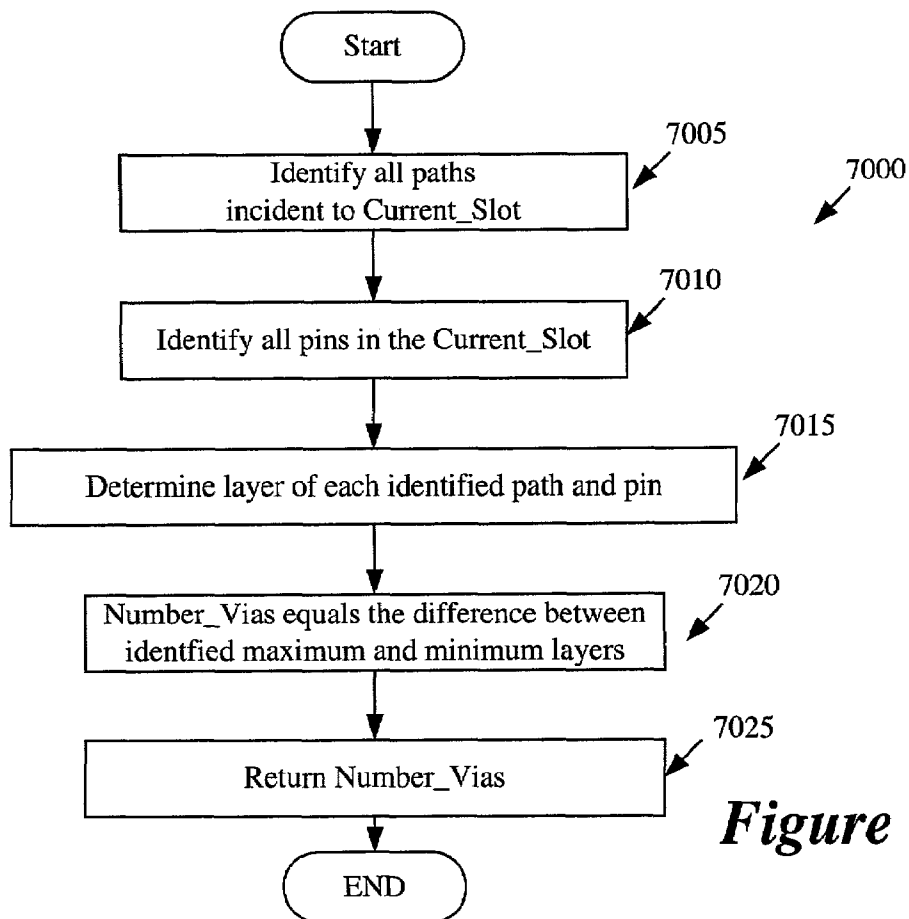 Start
7005
Identify all paths
incident to Current_Slot
7000
7010
Identify all pins in the Current_Slot
7015
Determine layer of each identified path and pin
7020
Number_Vias equals the difference between
identfied maximum and minimum layers
7025
Return Number_Vias
Figure
END